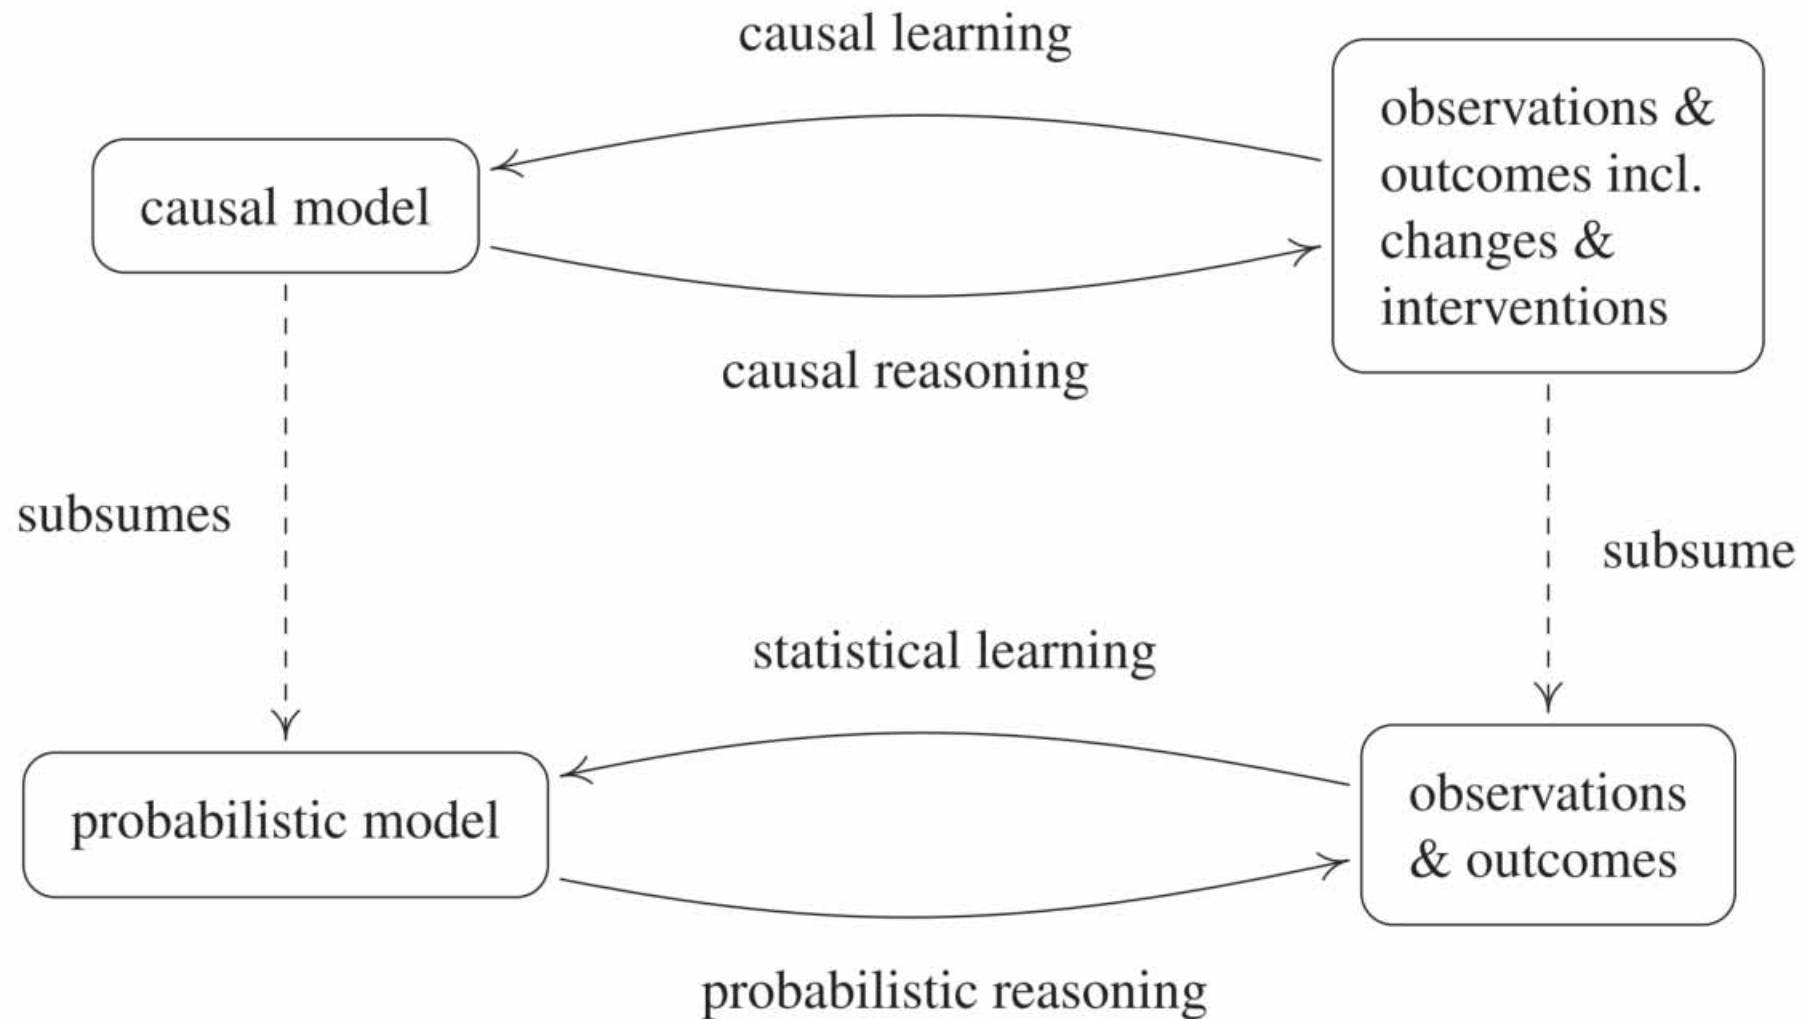 causal learning
causal model
observations &
outcomes incl.
changes &
interventions
causal reasoning
subsumes
subsume
statistical learning
probabilistic model
observations
& outcomes
probabilistic reasoning